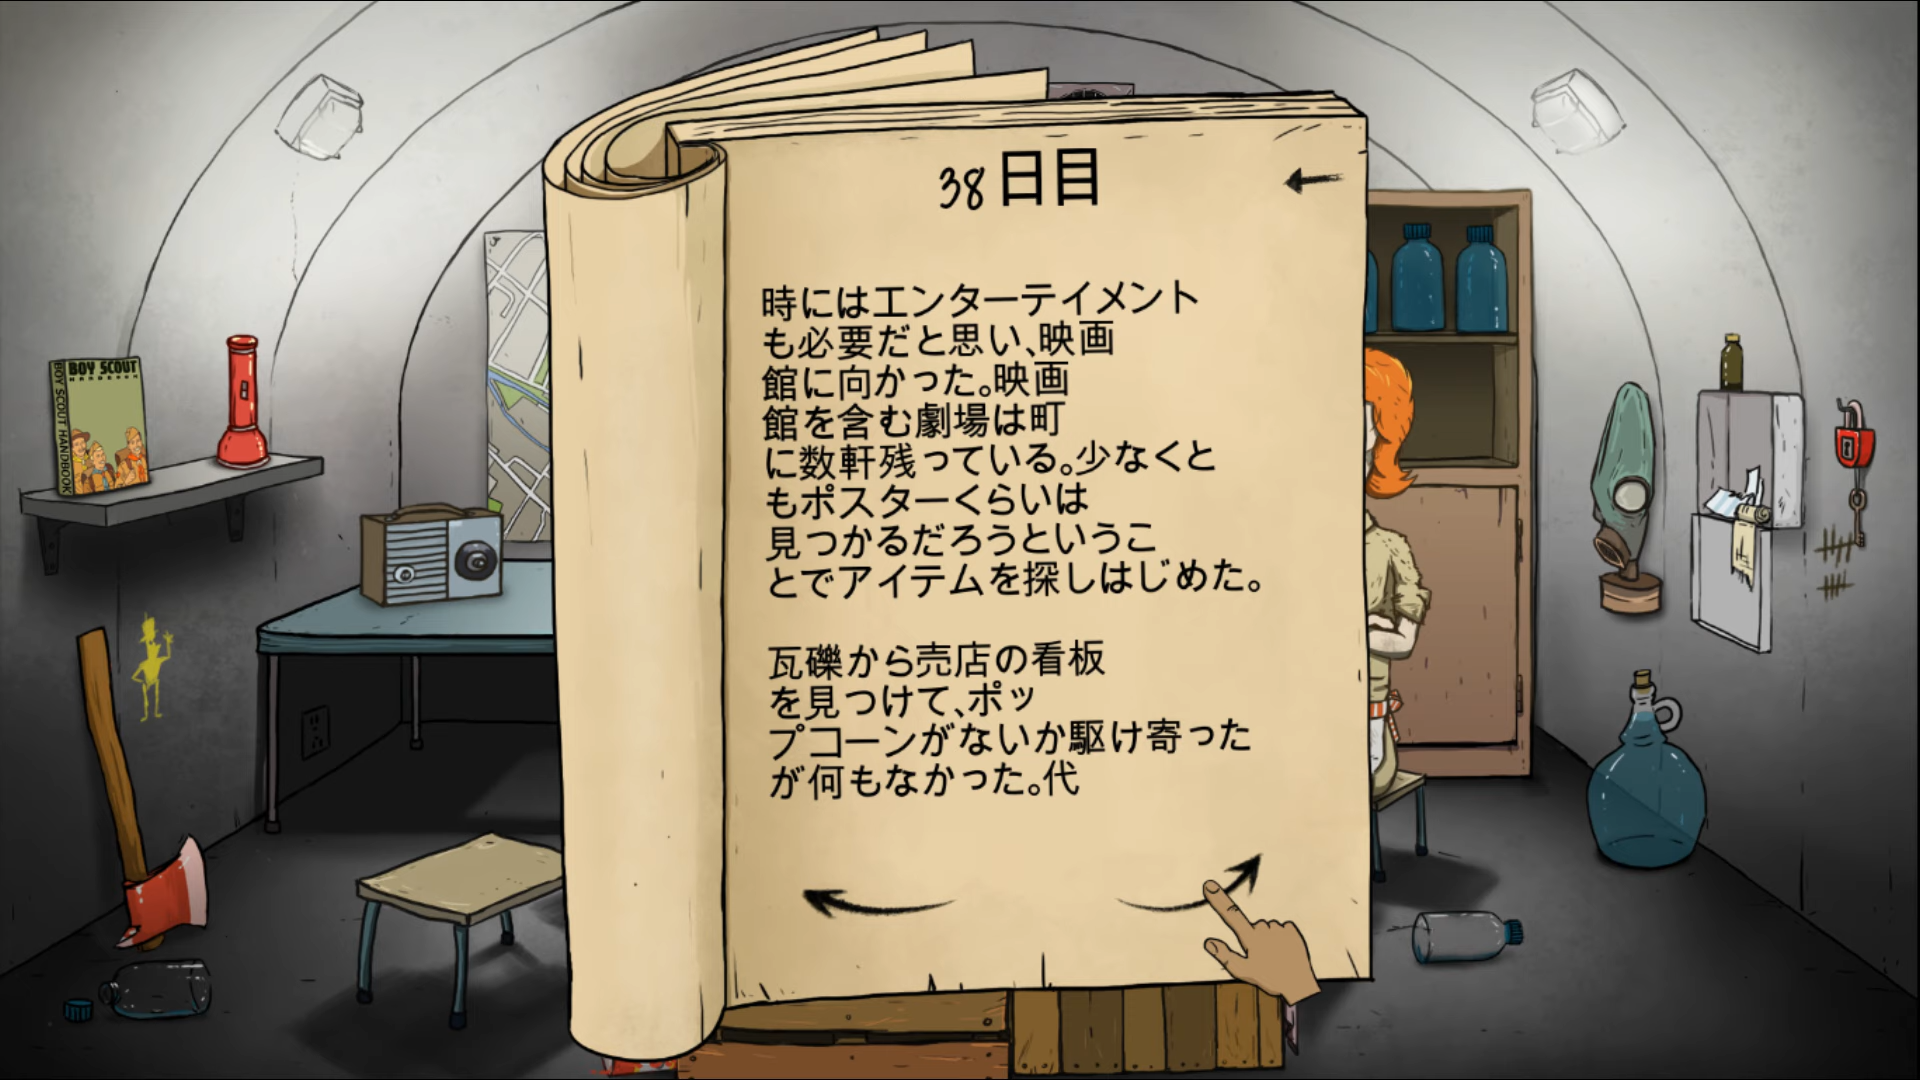 38日目
時にはエンターテイメント
も必要だと思い、映画
館に向かった。映画
館を含む劇場は町
に数軒残っている。少なくと
もポスターくらいは
見つかるだろうというこ
とでアイテムを探しはじめた。
瓦礫から売店の看板
を見つけて、ポッ
プコーンがないか駆け寄った
が何もなかった。代
BOY SCOUT
HANDBOOK
BOY SCOUT HANDBOOK